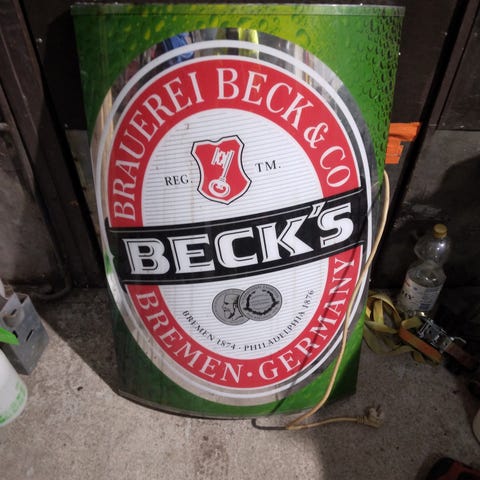 BRAUEREI BECK & CO
REG. TM.
BECK'S
BREMEN 1874 · PHILADELPHIA 1876
BREMEN · GERMANY